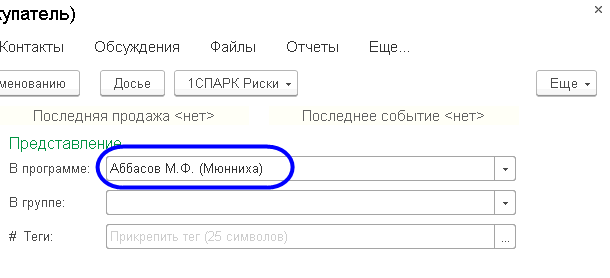 купатель)
Контакты Обсуждения Файлы Отчеты Еще...
менованию Досье 1СПАРК Риски Еще
Последняя продажа <нет> Последнее событие <нет>
Представление
В программе: Аббасов М.Ф. (Мюнниха)
В группе:
# Теги: Прикрепить тег (25 символов) ...